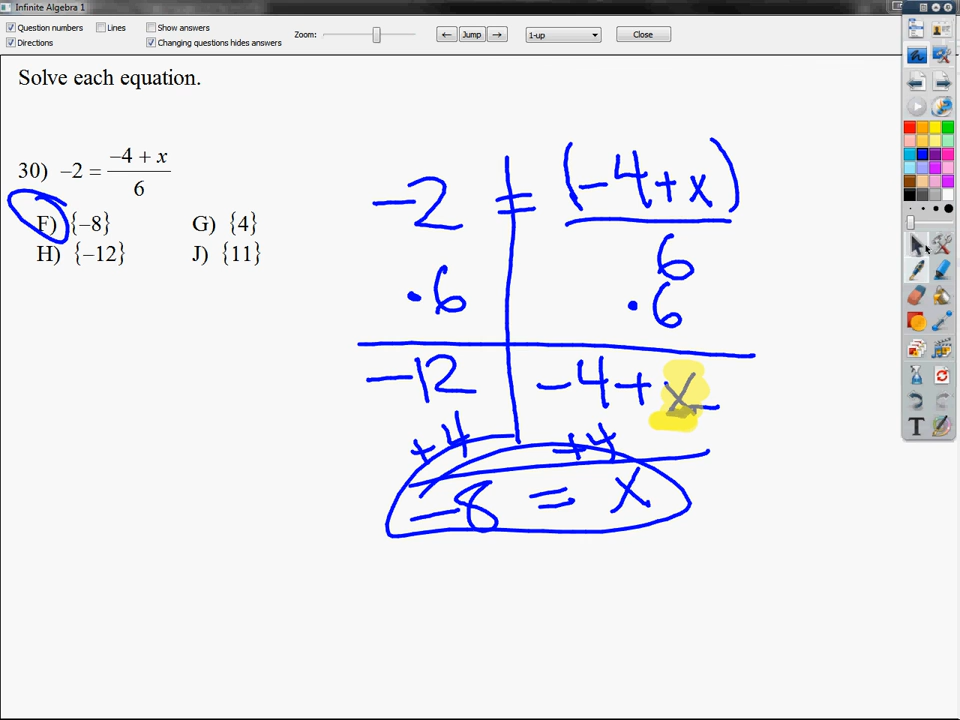 Infinite Algebra 1
Question numbers Lines Show answers
Directions Changing questions hides answers
Zoom: ← Jump → 1-up Close
Solve each equation.
30) −2 = (−4 + x)/6
F) {−8} G) {4}
H) {−12} J) {11}
−2 = (−4+x)
6
·6 ·6
−12 −4+x
+4 +4
−8 = x
T